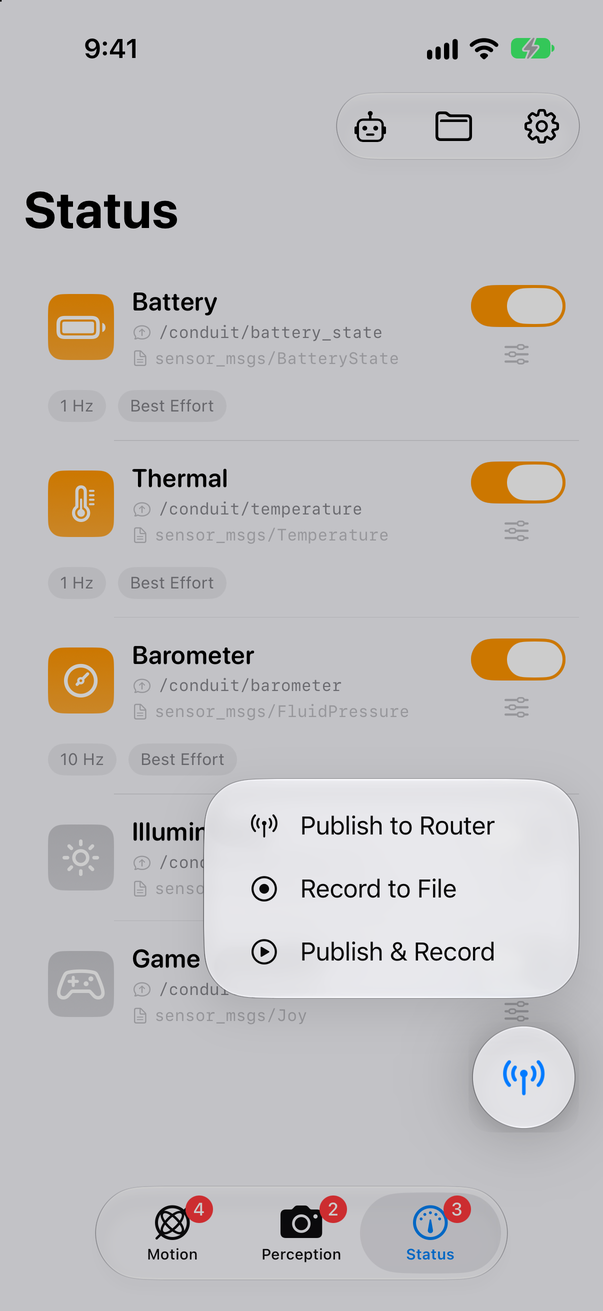 9:41
Status
Battery
/conduit/battery_state
sensor_msgs/BatteryState
1 Hz
Best Effort
Thermal
/conduit/temperature
sensor_msgs/Temperature
1 Hz
Best Effort
Barometer
/conduit/barometer
sensor_msgs/FluidPressure
10 Hz
Best Effort
Publish to Router
Record to File
Publish & Record
Game
sensor_msgs/Joy
4
2
3
Motion
Perception
Status